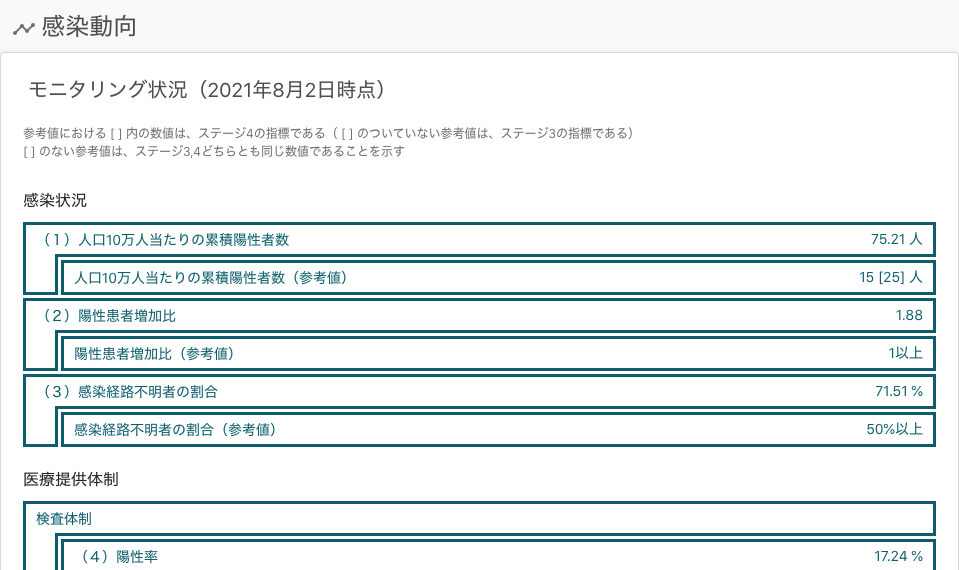 感染動向
モニタリング状況（2021年8月2日時点）
参考値における [ ] 内の数値は、ステージ4の指標である（ [ ] のついていない参考値は、ステージ3の指標である）
[ ] のない参考値は、ステージ3,4どちらとも同じ数値であることを示す
感染状況
（1）人口10万人当たりの累積陽性者数 75.21 人
人口10万人当たりの累積陽性者数（参考値） 15 [25] 人
（2）陽性患者増加比 1.88
陽性患者増加比（参考値） 1以上
（3）感染経路不明者の割合 71.51 %
感染経路不明者の割合（参考値） 50%以上
医療提供体制
検査体制
（4）陽性率 17.24 %